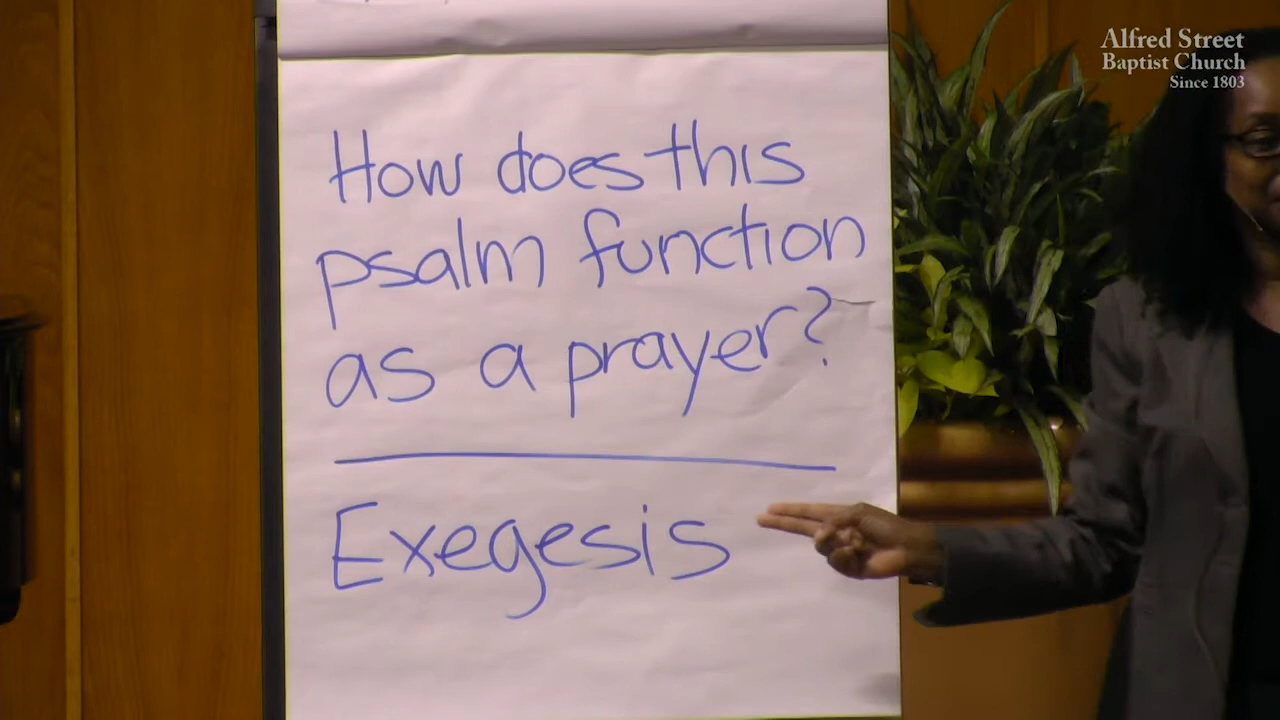 Alfred Street
Baptist Church
Since 1803
How does this
psalm function
as a prayer?
Exegesis